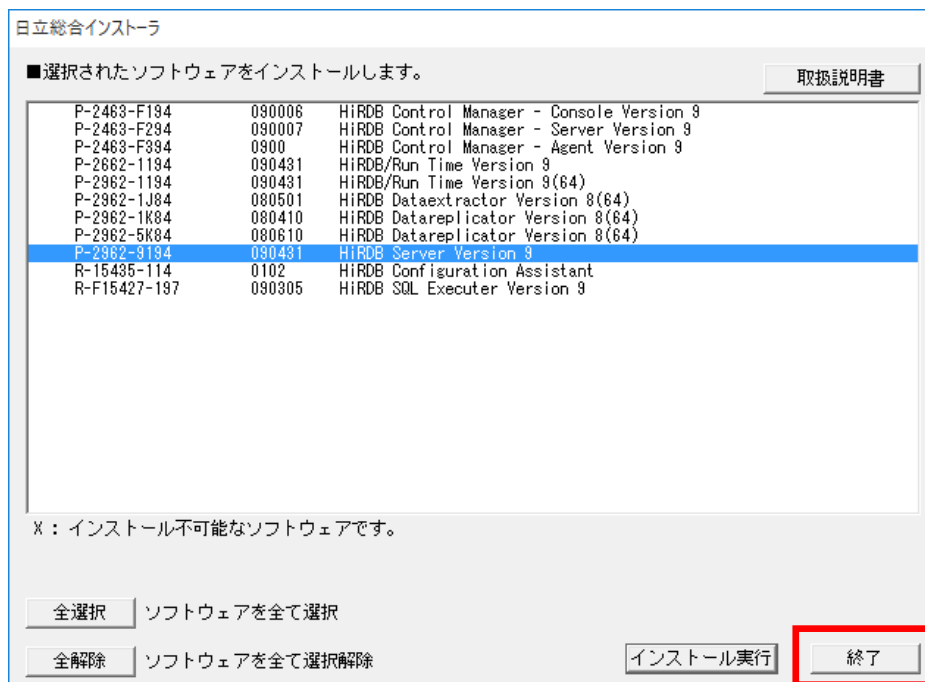 日立総合インストーラ
■選択されたソフトウェアをインストールします。
取扱説明書
P-2463-F194 090006 HiRDB Control Manager - Console Version 9
P-2463-F294 090007 HiRDB Control Manager - Server Version 9
P-2463-F394 0900 HiRDB Control Manager - Agent Version 9
P-2662-1194 090431 HiRDB/Run Time Version 9
P-2962-1194 090431 HiRDB/Run Time Version 9(64)
P-2962-1J84 080501 HiRDB Dataextractor Version 8(64)
P-2962-1K84 080410 HiRDB Datareplicator Version 8(64)
P-2962-5K84 080610 HiRDB Datareplicator Version 8(64)
P-2962-9194 090431 HiRDB Server Version 9
R-15435-114 0102 HiRDB Configuration Assistant
R-F15427-197 090305 HiRDB SQL Executer Version 9
X : インストール不可能なソフトウェアです。
全選択 ソフトウェアを全て選択
全解除 ソフトウェアを全て選択解除
インストール実行 終了